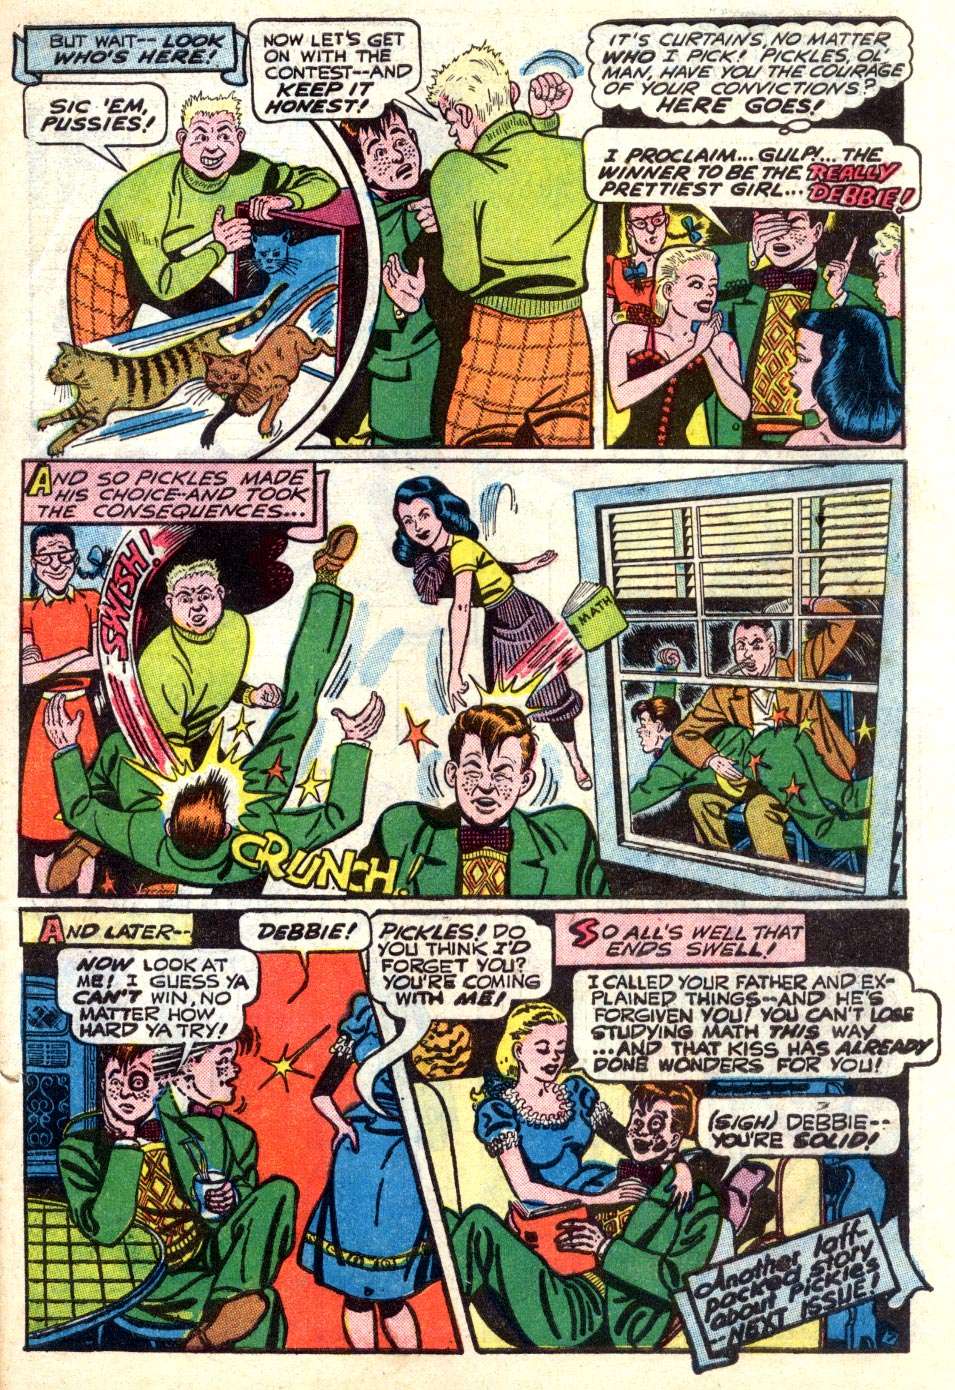 BUT WAIT-- LOOK
WHO'S HERE!
SIC 'EM,
PUSSIES!
NOW LET'S GET
ON WITH THE
CONTEST--AND
KEEP IT
HONEST!
IT'S CURTAINS, NO MATTER
WHO I PICK! PICKLES, OL'
MAN, HAVE YOU THE COURAGE
OF YOUR CONVICTIONS?
HERE GOES!
I PROCLAIM... GULP!... THE
WINNER TO BE THE REALLY
PRETTIEST GIRL... DEBBIE!
AND SO PICKLES MADE
HIS CHOICE--AND TOOK
THE CONSEQUENCES...
SWISH!
MATH
CRUNCH!
AND LATER--
NOW LOOK AT
ME! I GUESS YA
CAN'T WIN, NO
MATTER HOW
HARD YA TRY!
DEBBIE!
PICKLES! DO
YOU THINK I'D
FORGET YOU?
YOU'RE COMING
WITH ME!
SO ALL'S WELL THAT
ENDS SWELL!
I CALLED YOUR FATHER AND EX-
PLAINED THINGS--AND HE'S
FORGIVEN YOU! YOU CAN'T LOSE
STUDYING MATH THIS WAY
...AND THAT KISS HAS ALREADY
DONE WONDERS FOR YOU!
(SIGH) DEBBIE--
YOU'RE SOLID!
Another laff-
packed story
about Pickles
--NEXT ISSUE!